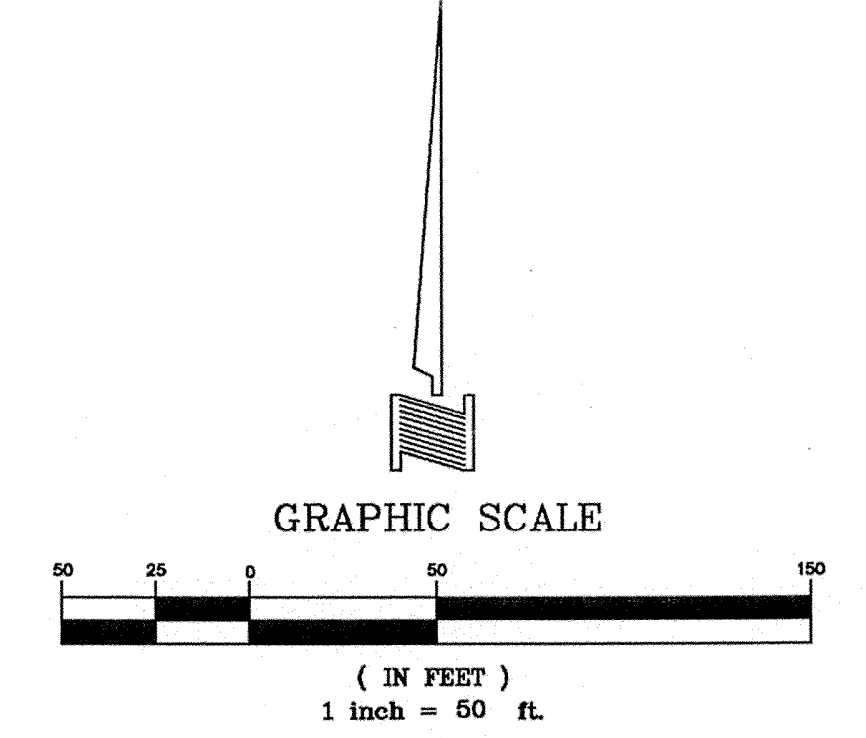 N
GRAPHIC SCALE
50 25 0 50 150
( IN FEET )
1 inch = 50 ft.